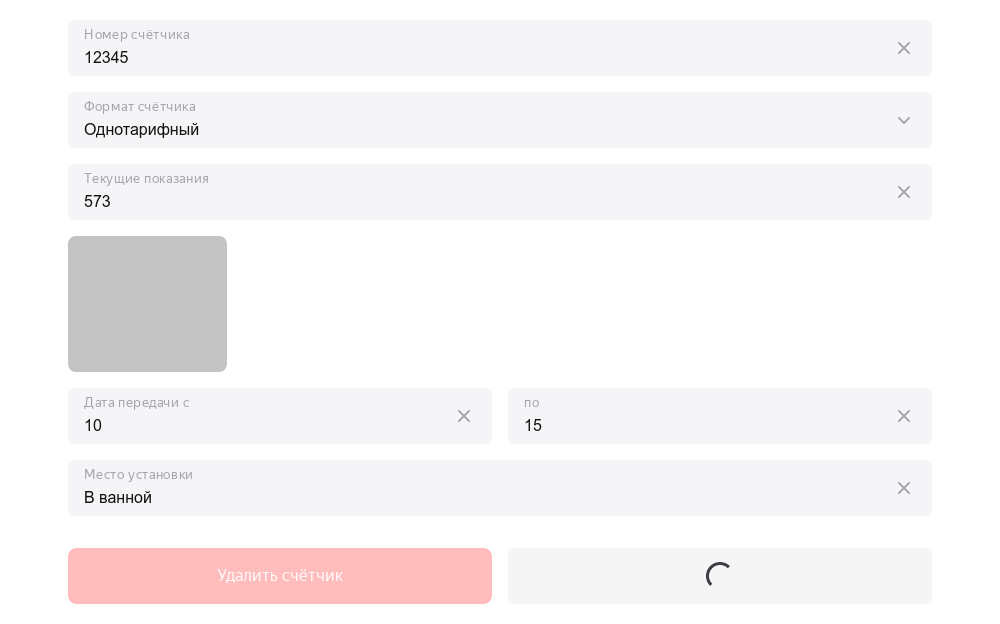 Номер счётчика
12345
Формат счётчика
Однотарифный
Текущие показания
573
Дата передачи с
10
по
15
Место установки
В ванной
Удалить счётчик